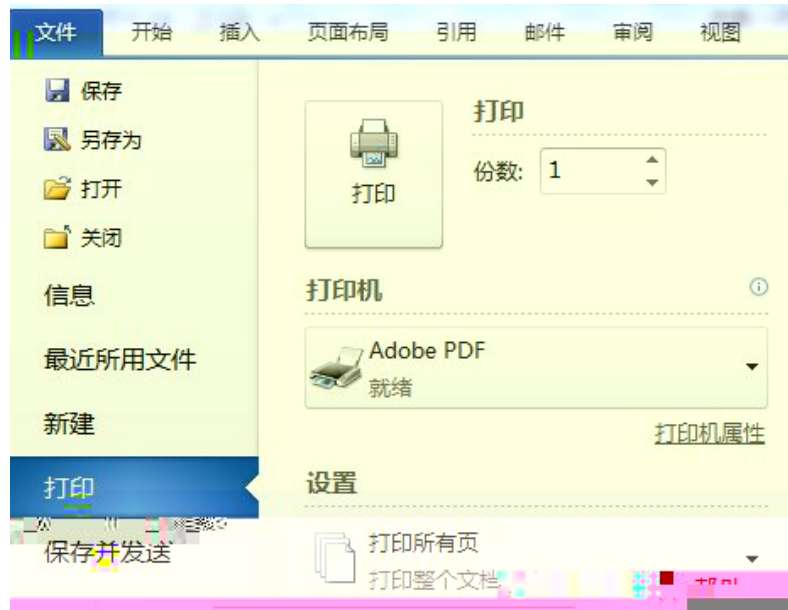 文件 开始 插入 页面布局 引用 邮件 审阅 视图
保存
另存为
打开
关闭
信息
最近所用文件
新建
打印
保存并发送
打印
打印
份数: 1
打印机
Adobe PDF
就绪
打印机属性
设置
打印所有页
打印整个文档